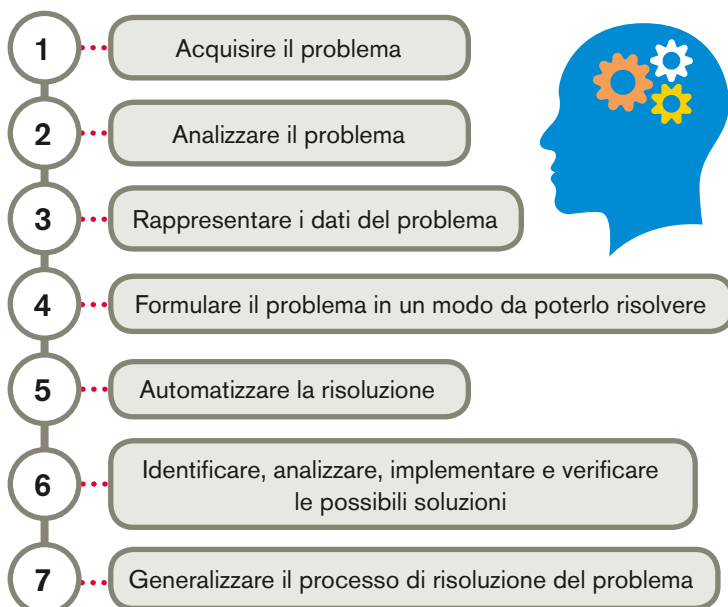 1 Acquisire il problema
2 Analizzare il problema
3 Rappresentare i dati del problema
4 Formulare il problema in un modo da poterlo risolvere
5 Automatizzare la risoluzione
6 Identificare, analizzare, implementare e verificare
le possibili soluzioni
7 Generalizzare il processo di risoluzione del problema